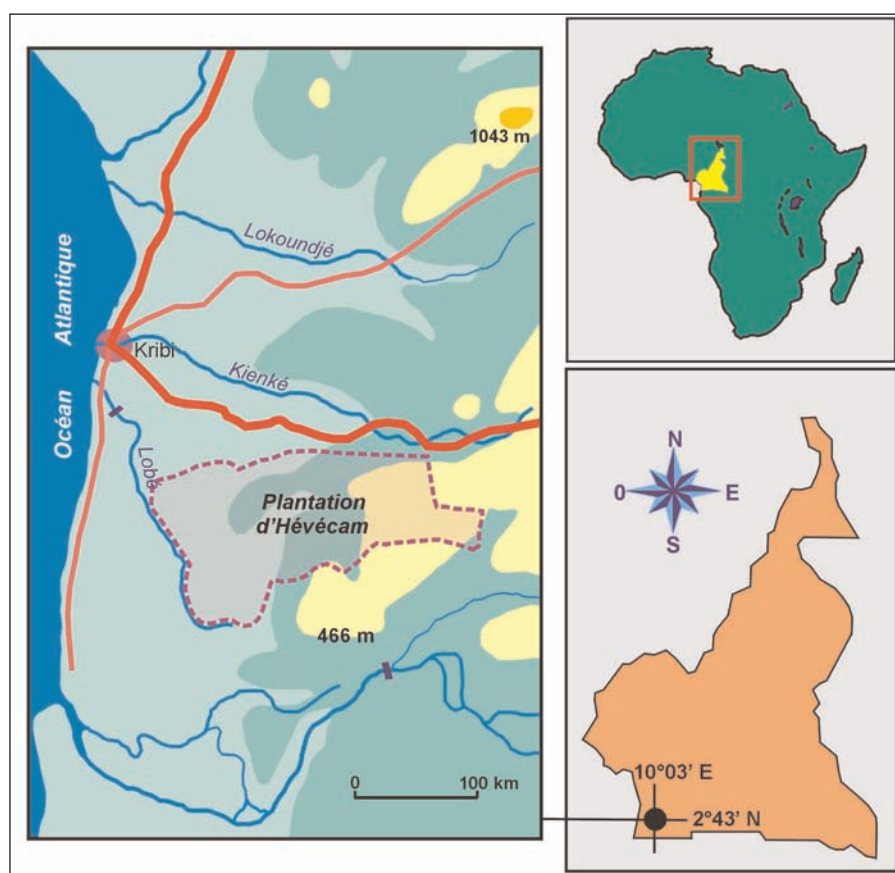 1043 m
Lokoundjé
Océan Atlantique
Kribi
Kienké
Lobé
Plantation
d'Hévécam
466 m
0 100 km
N
0 E
S
10°03' E
2°43' N